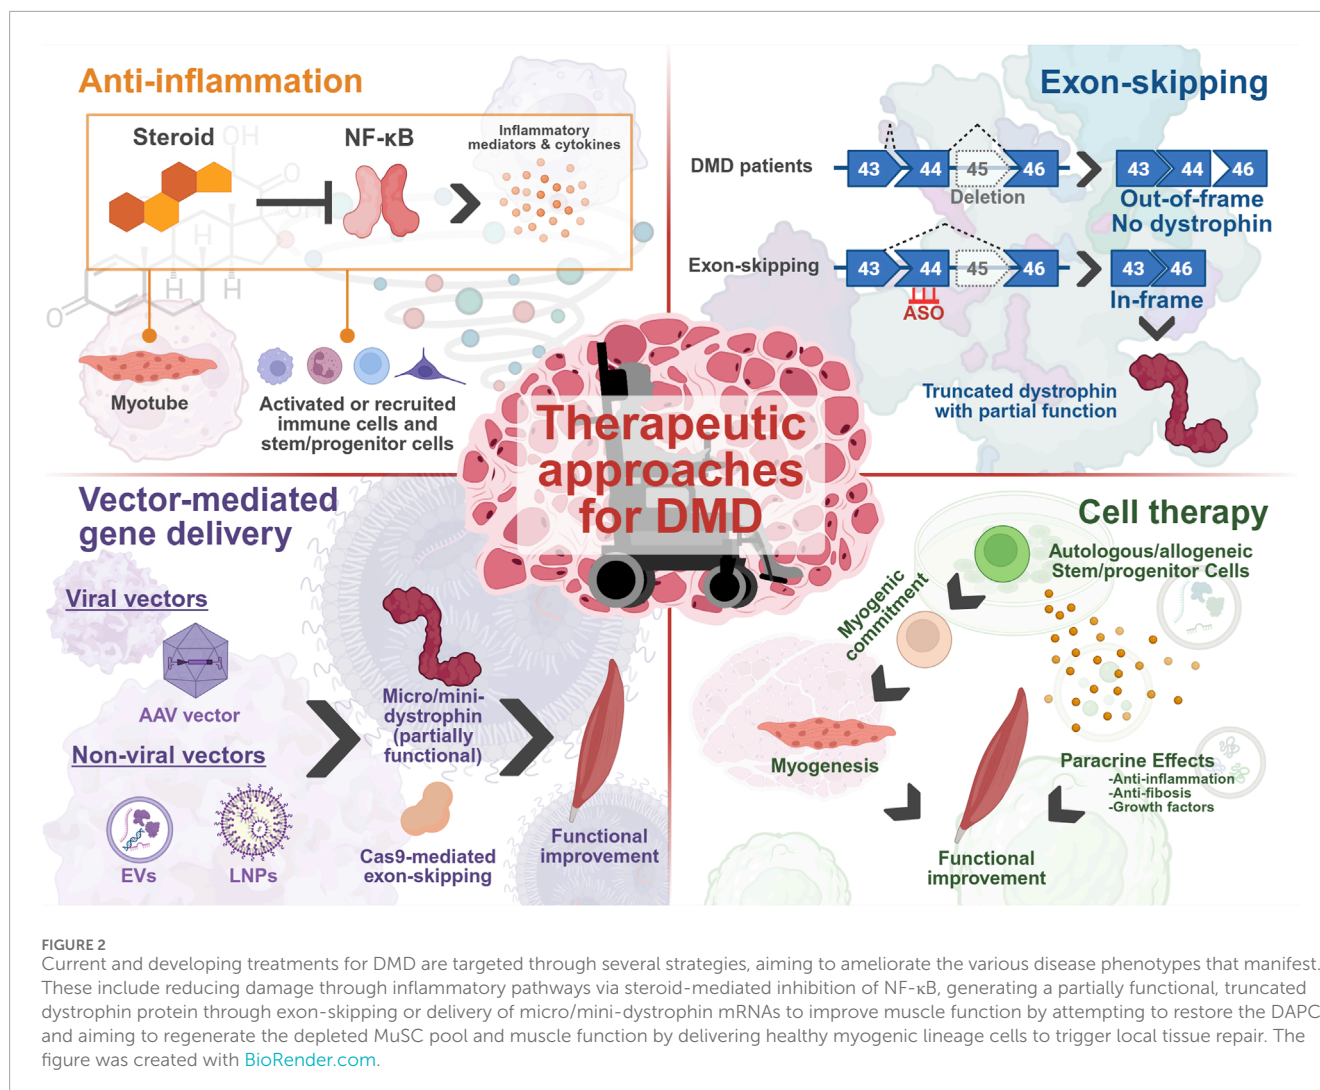 Anti-inflammation
Steroid
NF-κB
Inflammatory
mediators & cytokines
OH
OH
O
H
H
H
O
Myotube
Activated or recruited
immune cells and
stem/progenitor cells
Exon-skipping
DMD patients
43 44 45 46
Deletion
43 44 46
Out-of-frame
No dystrophin
Exon-skipping
43 44 45 46
ASO
43 46
In-frame
Truncated dystrophin
with partial function
Therapeutic
approaches
for DMD
Vector-mediated
gene delivery
Viral vectors
AAV vector
Non-viral vectors
EVs
LNPs
Micro/mini-
dystrophin
(partially
functional)
Cas9-mediated
exon-skipping
Functional
improvement
Cell therapy
Autologous/allogeneic
Stem/progenitor Cells
Myogenic
commitment
Myogenesis
Paracrine Effects
-Anti-inflammation
-Anti-fibosis
-Growth factors
Functional
improvement
FIGURE 2
Current and developing treatments for DMD are targeted through several strategies, aiming to ameliorate the various disease phenotypes that manifest.
These include reducing damage through inflammatory pathways via steroid-mediated inhibition of NF-κB, generating a partially functional, truncated
dystrophin protein through exon-skipping or delivery of micro/mini-dystrophin mRNAs to improve muscle function by attempting to restore the DAPC
and aiming to regenerate the depleted MuSC pool and muscle function by delivering healthy myogenic lineage cells to trigger local tissue repair. The
figure was created with BioRender.com.